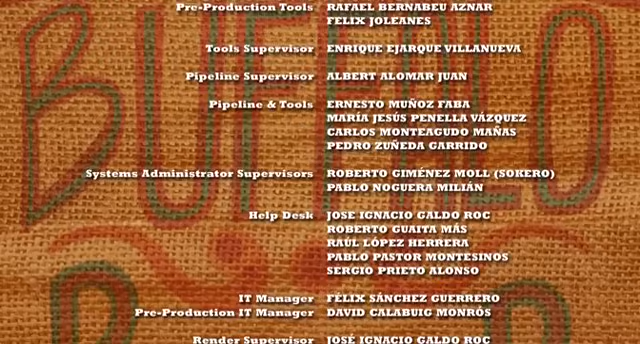 Pre-Production Tools RAFAEL BERNABEU AZNAR
FELIX JOLEANES
Tools Supervisor ENRIQUE EJARQUE VILLANUEVA
Pipeline Supervisor ALBERT ALOMAR JUAN
Pipeline & Tools ERNESTO MUÑOZ FABA
MARÍA JESÚS PENELLA VÁZQUEZ
CARLOS MONTEAGUDO MAÑAS
PEDRO ZUÑEDA GARRIDO
Systems Administrator Supervisors ROBERTO GIMÉNEZ MOLL (SOKERO)
PABLO NOGUERA MILIÁN
Help Desk JOSE IGNACIO GALDO ROC
ROBERTO GUAITA MÁS
RAÚL LÓPEZ HERRERA
PABLO PASTOR MONTESINOS
SERGIO PRIETO ALONSO
IT Manager FÉLIX SÁNCHEZ GUERRERO
Pre-Production IT Manager DAVID CALABUIG MONRÓS
Render Supervisor JOSÉ IGNACIO GALDO ROC
BUFFALO